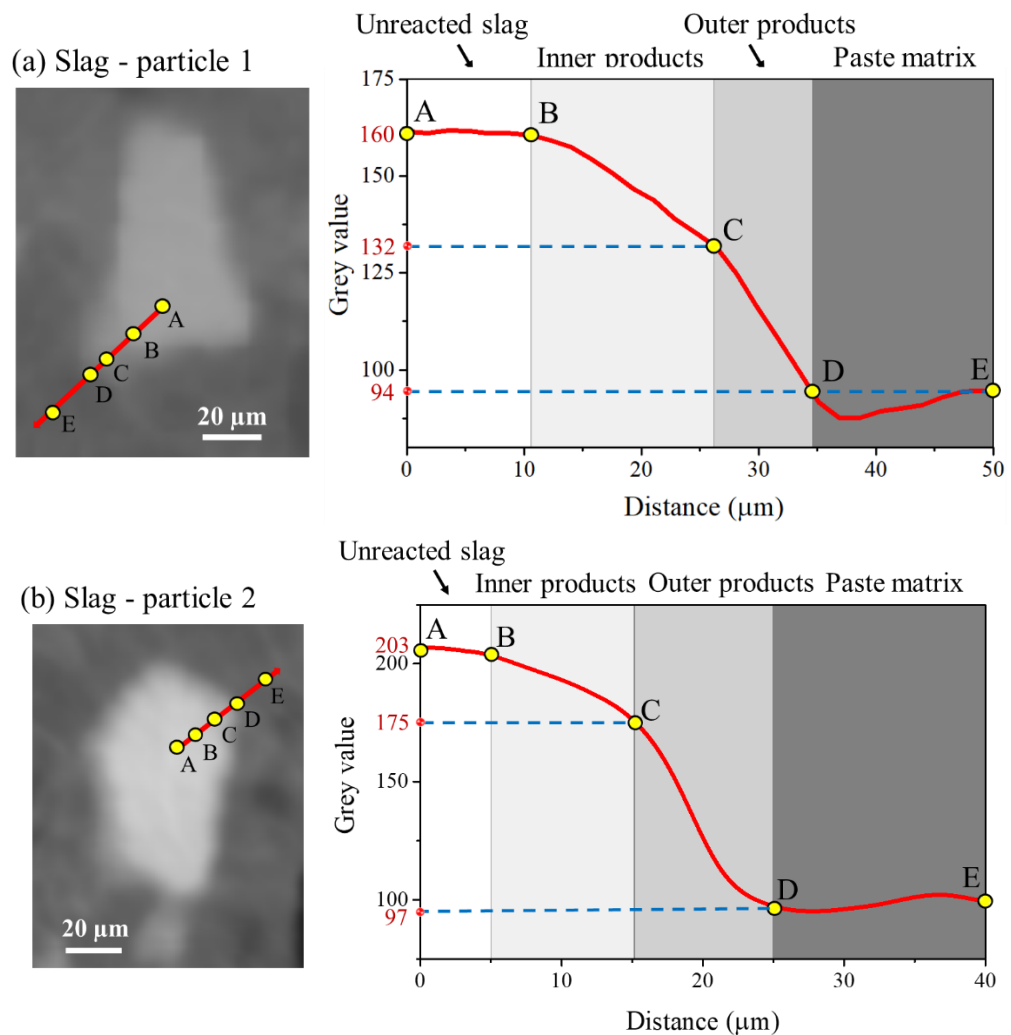 (a) Slag - particle 1
A
B
C
D
E
20 µm
Unreacted slag
Outer products
Inner products
Paste matrix
175
160
150
132
125
100
94
Grey value
A
B
C
D
E
0
10
20
30
40
50
Distance (µm)
(b) Slag - particle 2
E
D
C
B
A
20 µm
Unreacted slag
Inner products
Outer products
Paste matrix
203
200
175
150
100
97
Grey value
A
B
C
D
E
0
10
20
30
40
Distance (µm)